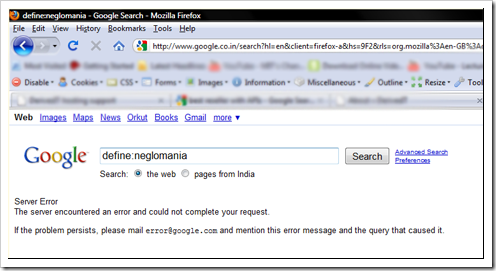 define:neglomania - Google Search - Mozilla Firefox
File Edit View History Bookmarks Tools Help
http://www.google.co.in/search?hl=en&client=firefox-a&hs=9F2&rls=org.mozilla%3Aen-GB%3A
Disable Cookies CSS Forms Images Information Miscellaneous Outline Resize
Web Images Maps News Orkut Books Gmail more ▼
Google define:neglomania Search Advanced Search
Preferences
Search: the web pages from India
Server Error
The server encountered an error and could not complete your request.
If the problem persists, please mail error@google.com and mention this error message and the query that caused it.